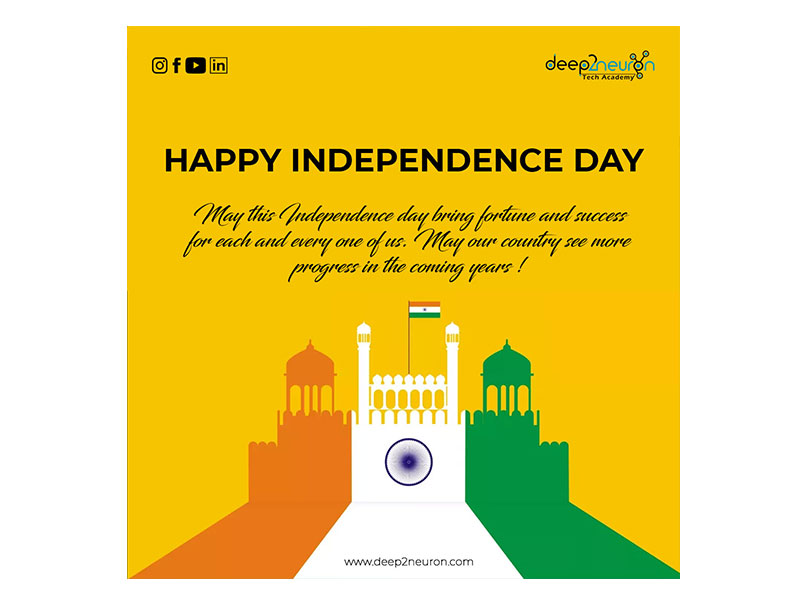 deep2neuron
Tech Academy
HAPPY INDEPENDENCE DAY
May this Independence day bring fortune and success
for each and every one of us. May our country see more
progress in the coming years !
www.deep2neuron.com